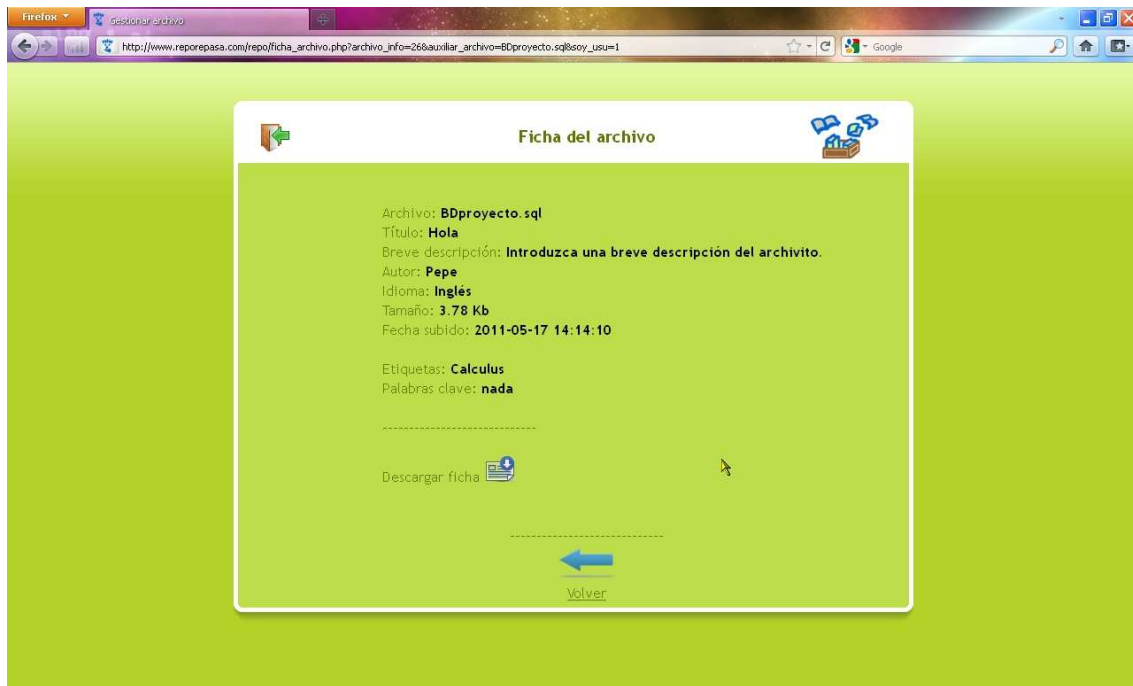 Firefox
Gestionar archivo
http://www.reporepasa.com/repo/ficha_archivo.php?archivo_info=26&auxiliar_archivo=BDproyecto.sql&soy_usu=1
Google
Ficha del archivo
Archivo: BDproyecto.sql
Título: Hola
Breve descripción: Introduzca una breve descripción del archivito.
Autor: Pepe
Idioma: Inglés
Tamaño: 3.78 Kb
Fecha subido: 2011-05-17 14:14:10
Etiquetas: Calculus
Palabras clave: nada
-----------------------------
Descargar ficha
-----------------------------
Volver